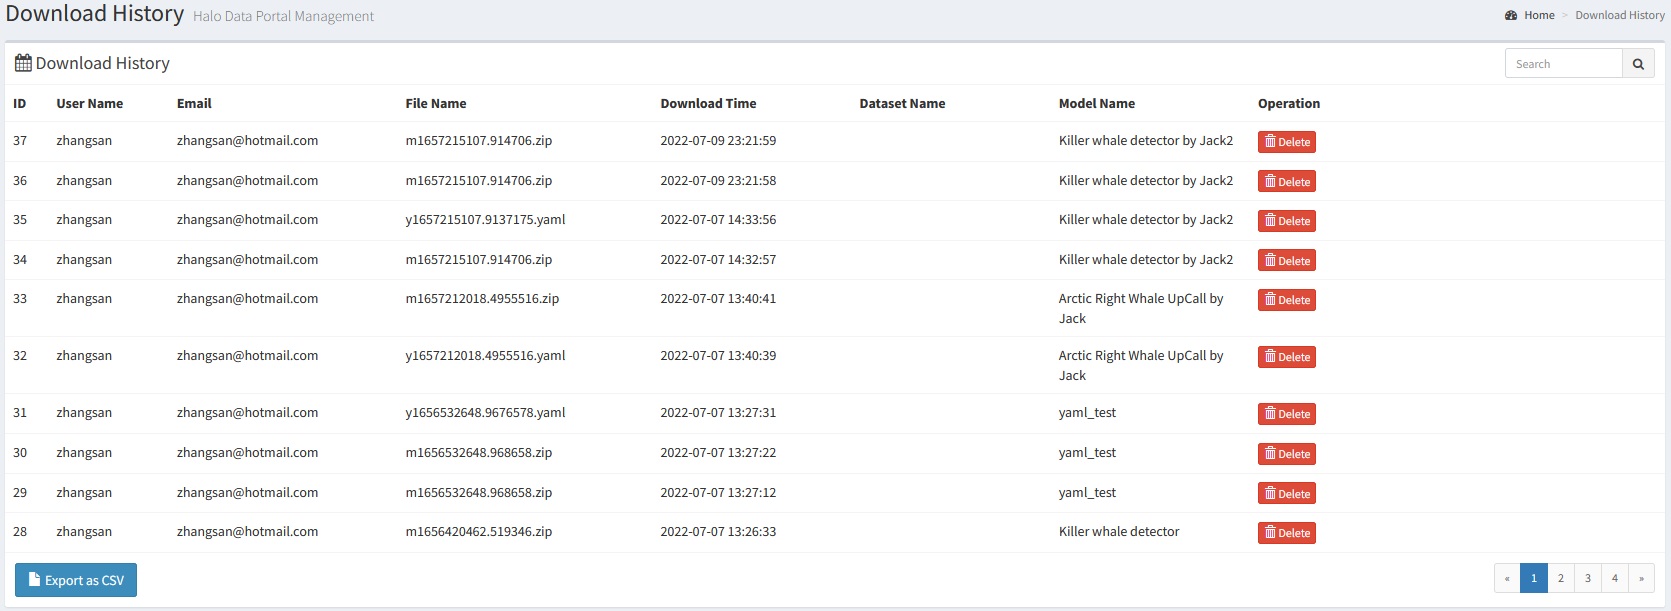 Download History Halo Data Portal Management Home > Download History
Download History Search
ID User Name Email File Name Download Time Dataset Name Model Name Operation
37 zhangsan zhangsan@hotmail.com m1657215107.914706.zip 2022-07-09 23:21:59 Killer whale detector by Jack2 Delete
36 zhangsan zhangsan@hotmail.com m1657215107.914706.zip 2022-07-09 23:21:58 Killer whale detector by Jack2 Delete
35 zhangsan zhangsan@hotmail.com y1657215107.9137175.yaml 2022-07-07 14:33:56 Killer whale detector by Jack2 Delete
34 zhangsan zhangsan@hotmail.com m1657215107.914706.zip 2022-07-07 14:32:57 Killer whale detector by Jack2 Delete
33 zhangsan zhangsan@hotmail.com m1657212018.4955516.zip 2022-07-07 13:40:41 Arctic Right Whale UpCall by Delete
Jack
32 zhangsan zhangsan@hotmail.com y1657212018.4955516.yaml 2022-07-07 13:40:39 Arctic Right Whale UpCall by Delete
Jack
31 zhangsan zhangsan@hotmail.com y1656532648.9676578.yaml 2022-07-07 13:27:31 yaml_test Delete
30 zhangsan zhangsan@hotmail.com m1656532648.968658.zip 2022-07-07 13:27:22 yaml_test Delete
29 zhangsan zhangsan@hotmail.com m1656532648.968658.zip 2022-07-07 13:27:12 yaml_test Delete
28 zhangsan zhangsan@hotmail.com m1656420462.519346.zip 2022-07-07 13:26:33 Killer whale detector Delete
Export as CSV « 1 2 3 4 »